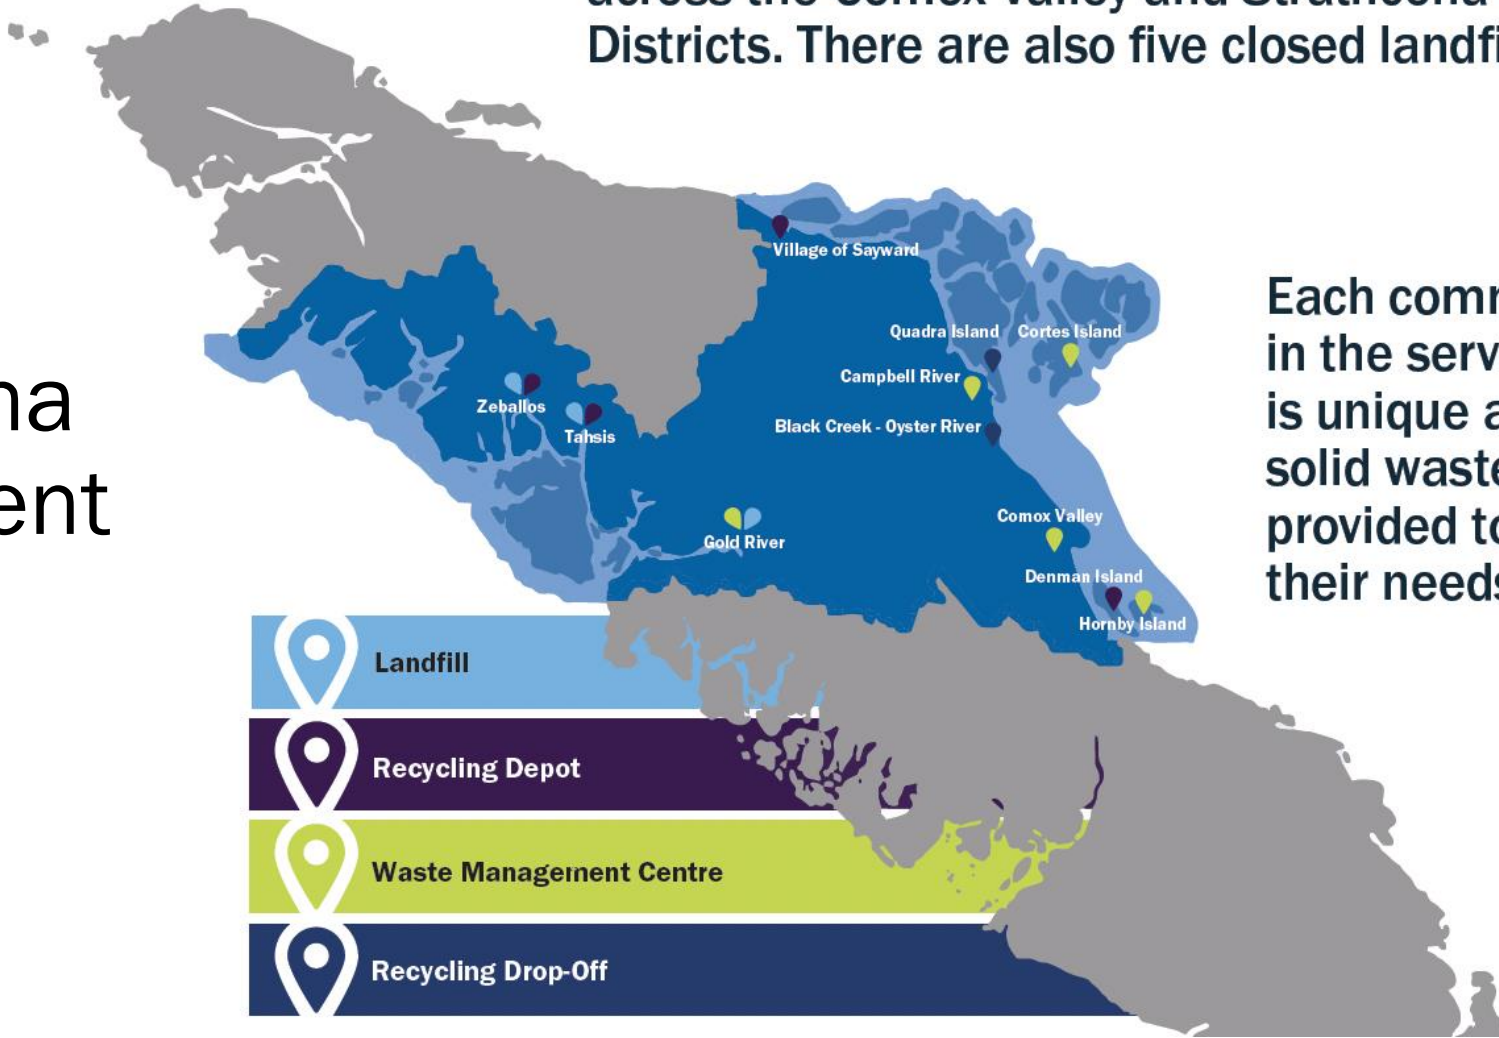 Districts. There are also five closed landfi
Village of Sayward
Each comm
in the serv
is unique a
solid waste
provided to
their needs
na
ent
Quadra Island
Cortes Island
Campbell River
Black Creek - Oyster River
Zeballos
Tahsis
Gold River
Comox Valley
Denman Island
Hornby Island
Landfill
Recycling Depot
Waste Management Centre
Recycling Drop-Off